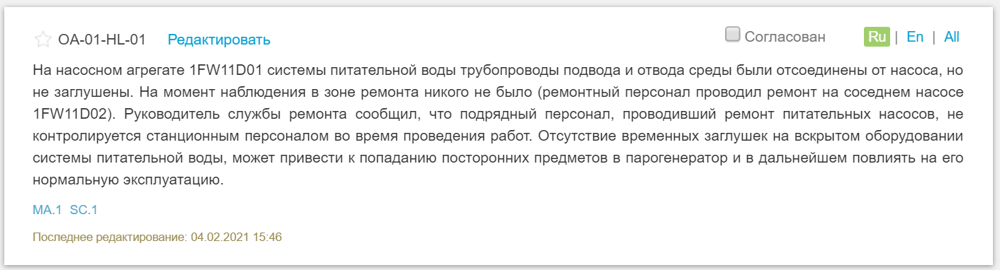 OA-01-HL-01 Редактировать Согласован Ru | En | All
На насосном агрегате 1FW11D01 системы питательной воды трубопроводы подвода и отвода среды были отсоединены от насоса, но
не заглушены. На момент наблюдения в зоне ремонта никого не было (ремонтный персонал проводил ремонт на соседнем насосе
1FW11D02). Руководитель службы ремонта сообщил, что подрядный персонал, проводивший ремонт питательных насосов, не
контролируется станционным персоналом во время проведения работ. Отсутствие временных заглушек на вскрытом оборудовании
системы питательной воды, может привести к попаданию посторонних предметов в парогенератор и в дальнейшем повлиять на его
нормальную эксплуатацию.
MA.1 SC.1
Последнее редактирование: 04.02.2021 15:46